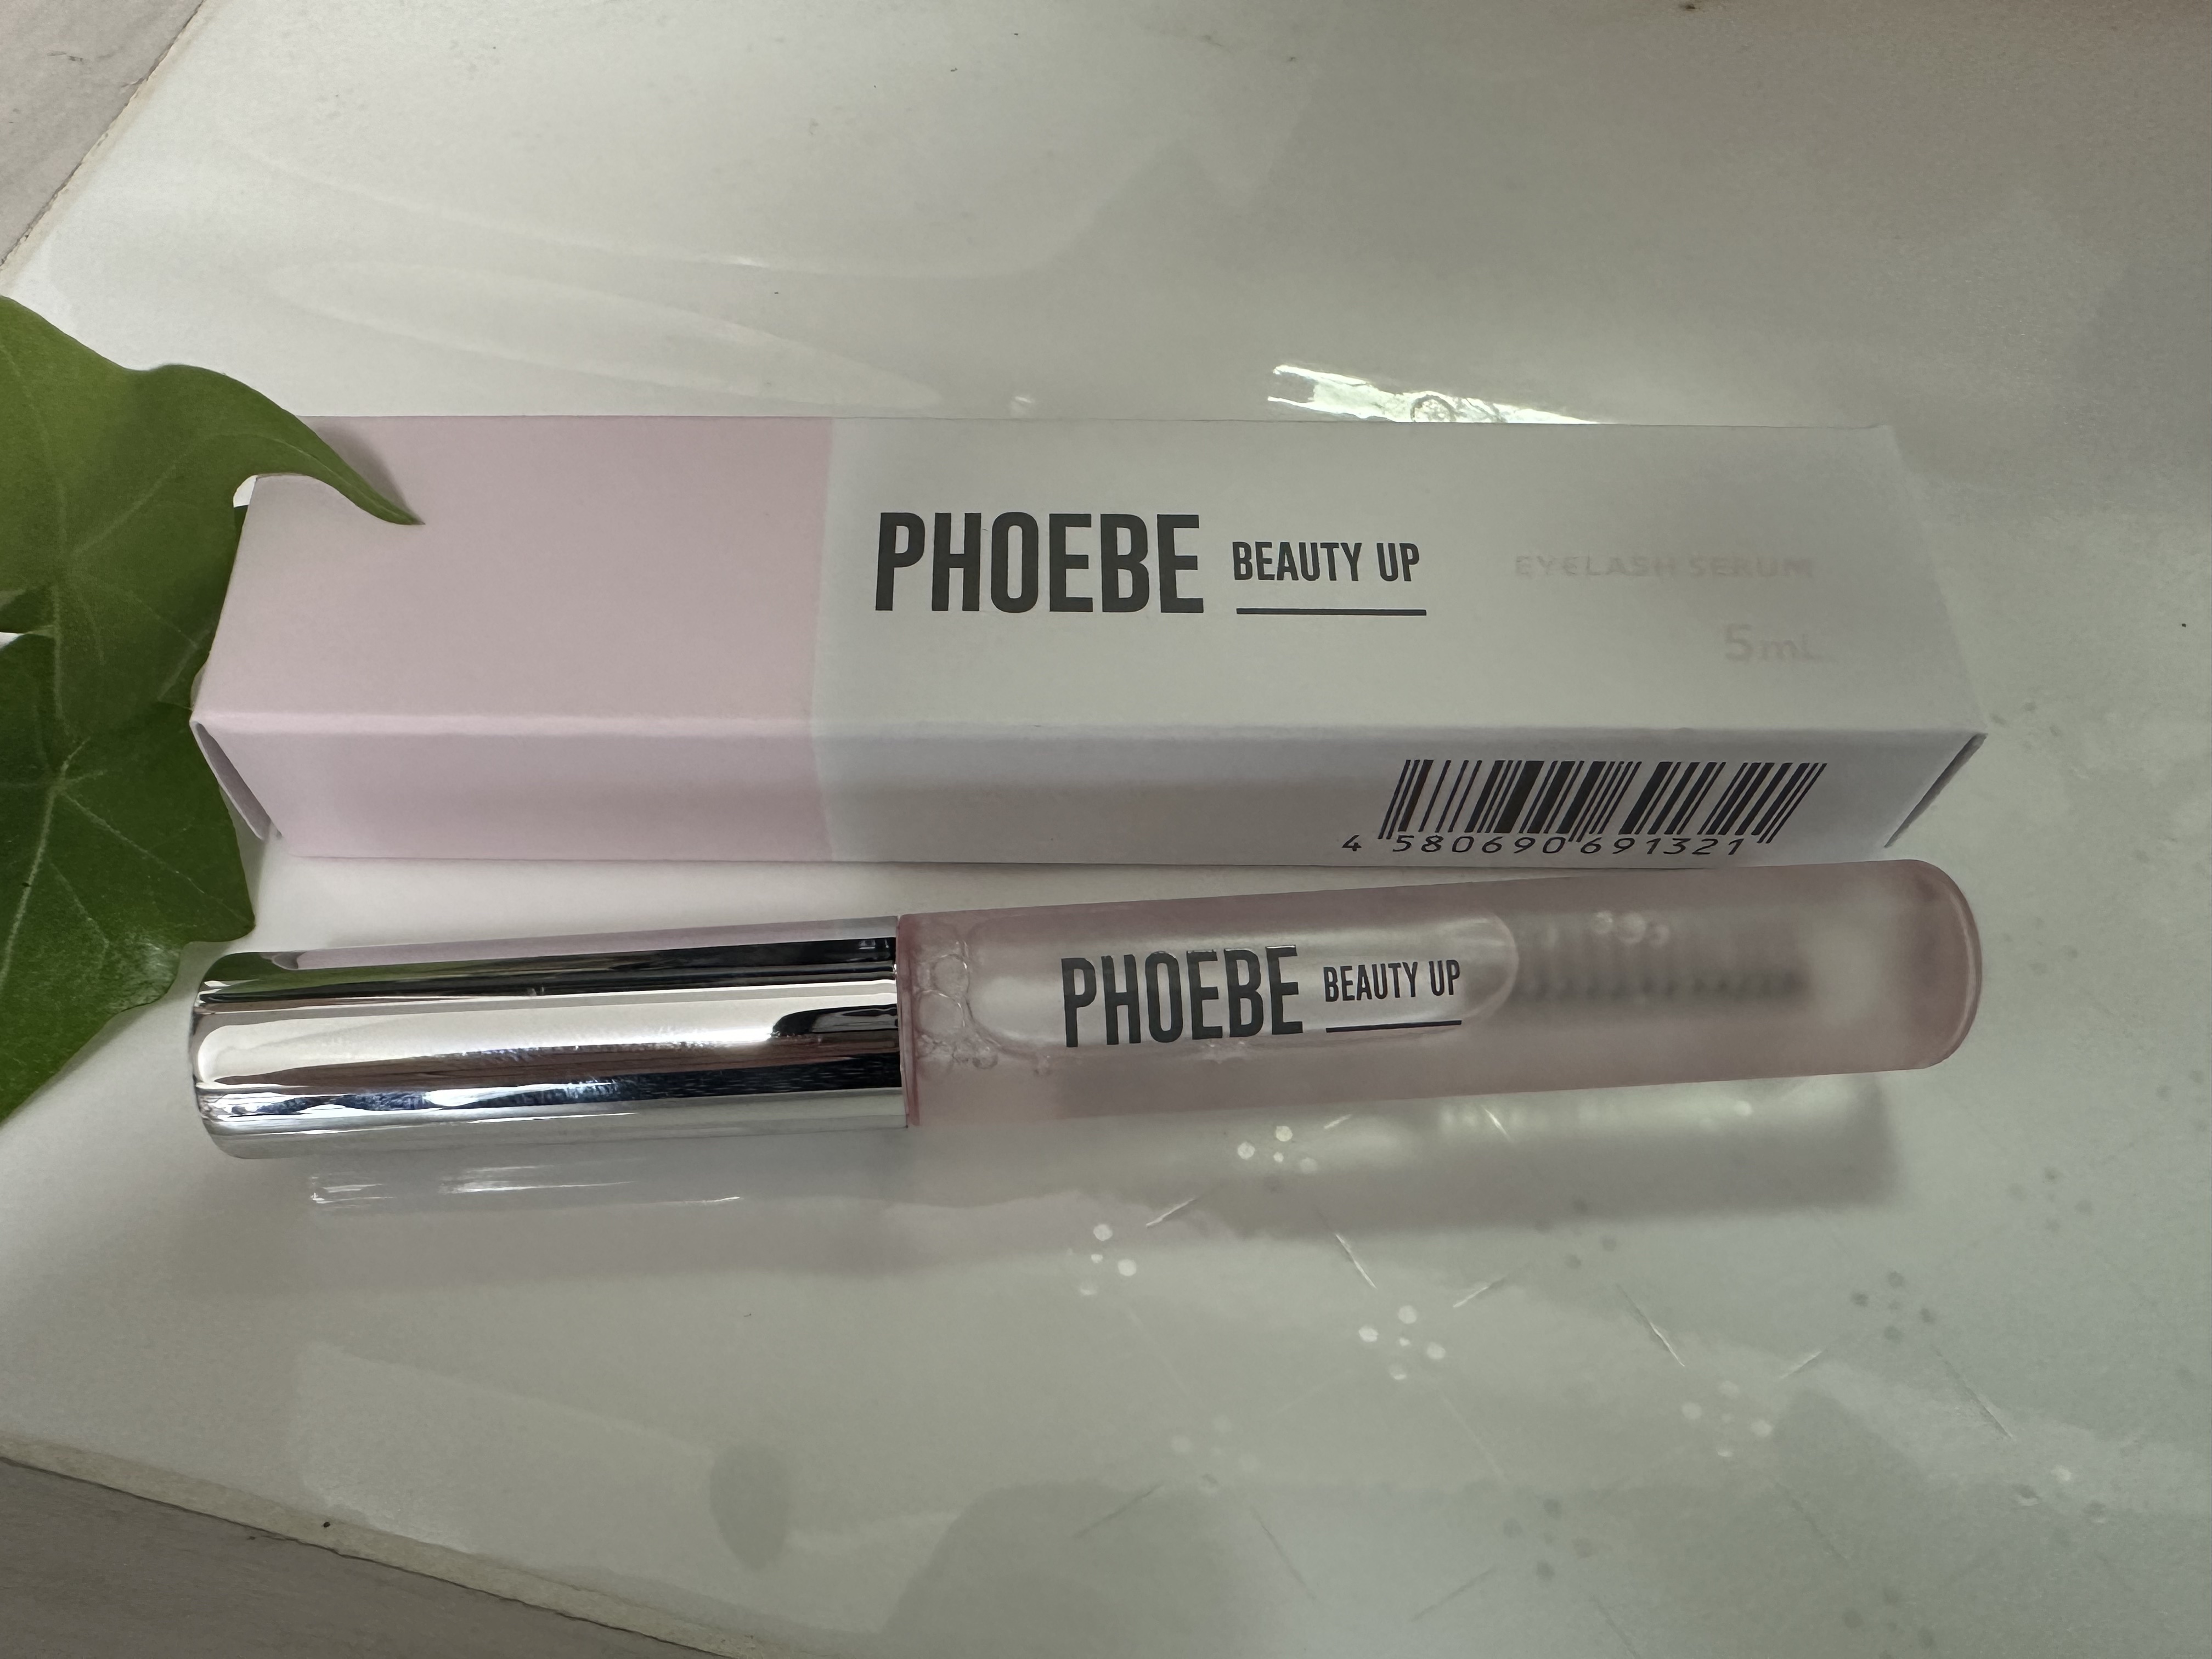 PHOEBE BEAUTY UP
EYELASH SERUM
5mL
4 580690 691321
PHOEBE BEAUTY UP